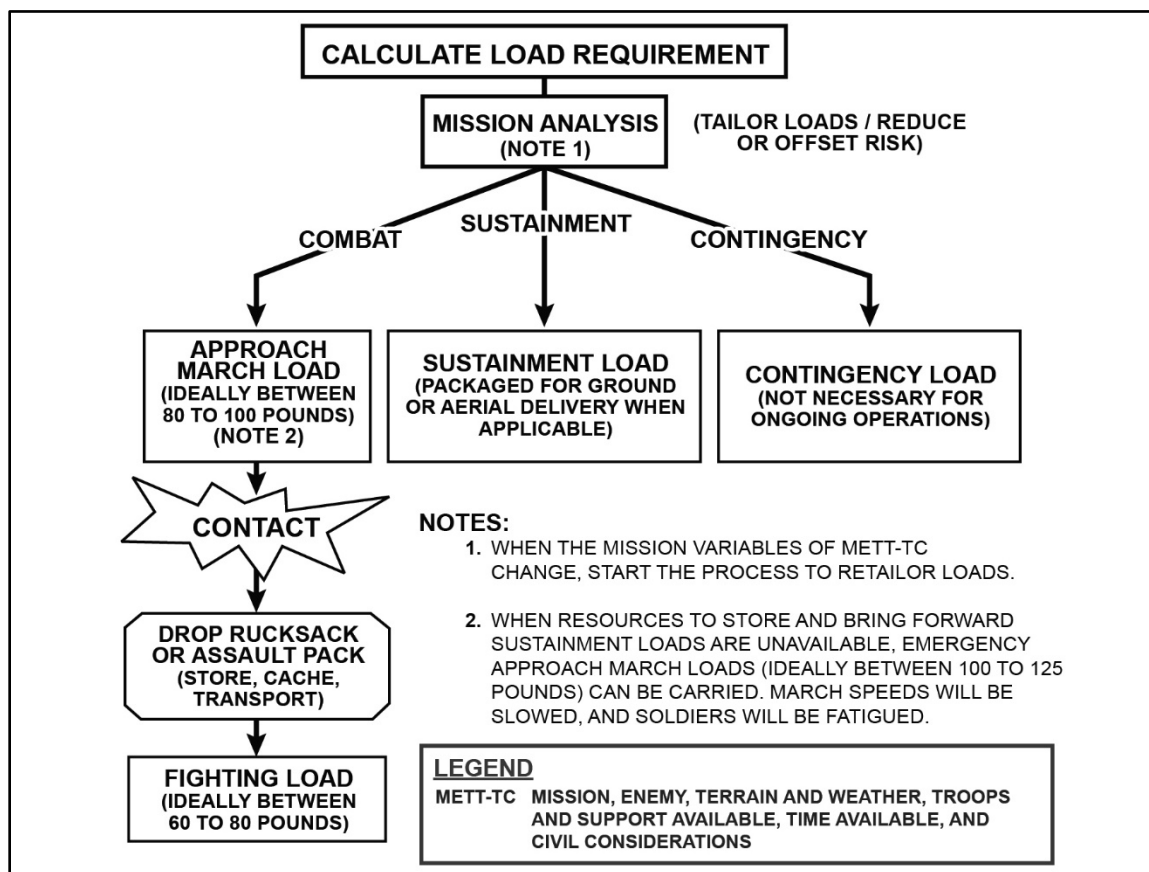 CALCULATE LOAD REQUIREMENT
MISSION ANALYSIS
(NOTE 1)
(TAILOR LOADS / REDUCE
OR OFFSET RISK)
COMBAT
SUSTAINMENT
CONTINGENCY
APPROACH
MARCH LOAD
(IDEALLY BETWEEN
80 TO 100 POUNDS)
(NOTE 2)
SUSTAINMENT LOAD
(PACKAGED FOR GROUND
OR AERIAL DELIVERY WHEN
APPLICABLE)
CONTINGENCY LOAD
(NOT NECESSARY FOR
ONGOING OPERATIONS)
CONTACT
DROP RUCKSACK
OR ASSAULT PACK
(STORE, CACHE,
TRANSPORT)
FIGHTING LOAD
(IDEALLY BETWEEN
60 TO 80 POUNDS)
NOTES:
1. WHEN THE MISSION VARIABLES OF METT-TC
CHANGE, START THE PROCESS TO RETAILOR LOADS.
2. WHEN RESOURCES TO STORE AND BRING FORWARD
SUSTAINMENT LOADS ARE UNAVAILABLE, EMERGENCY
APPROACH MARCH LOADS (IDEALLY BETWEEN 100 TO 125
POUNDS) CAN BE CARRIED. MARCH SPEEDS WILL BE
SLOWED, AND SOLDIERS WILL BE FATIGUED.
LEGEND
METT-TC MISSION, ENEMY, TERRAIN AND WEATHER, TROOPS
AND SUPPORT AVAILABLE, TIME AVAILABLE, AND
CIVIL CONSIDERATIONS